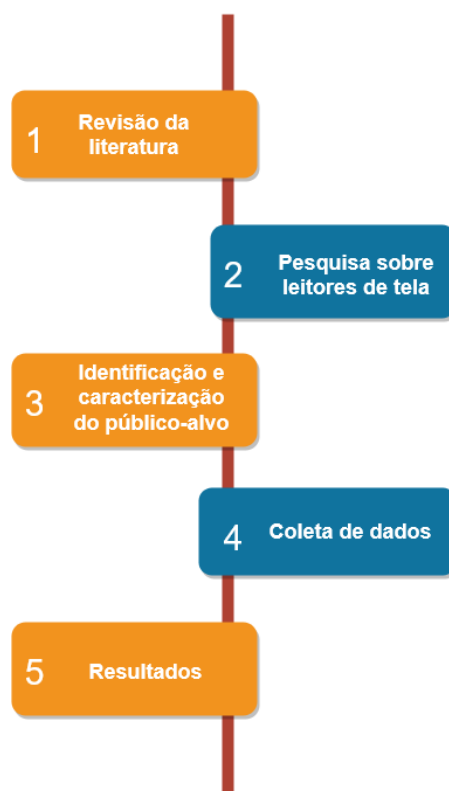 1
Revisão da
literatura
2
Pesquisa sobre
leitores de tela
3
Identificação e
caracterização
do público-alvo
4
Coleta de dados
5
Resultados